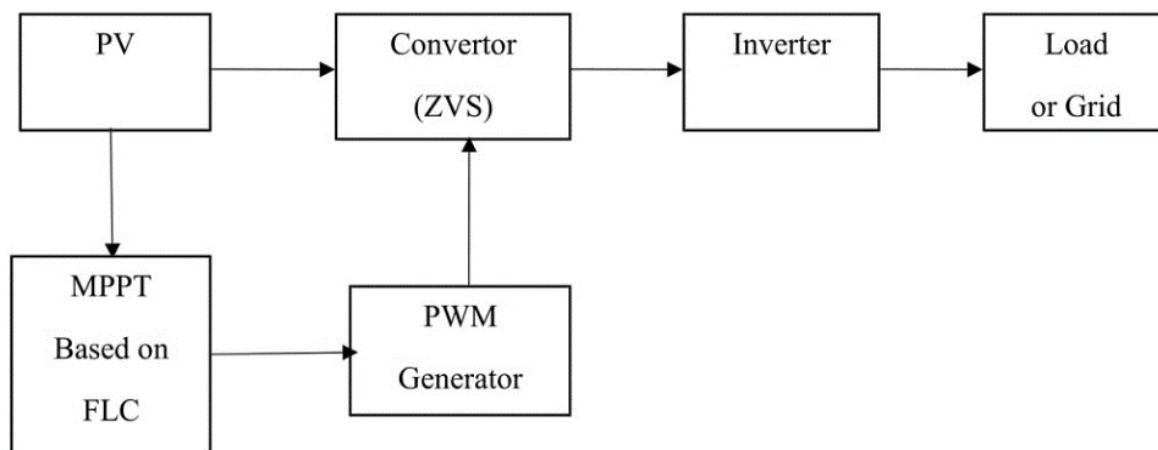 PV
Convertor
(ZVS)
Inverter
Load
or Grid
MPPT
Based on
FLC
PWM
Generator